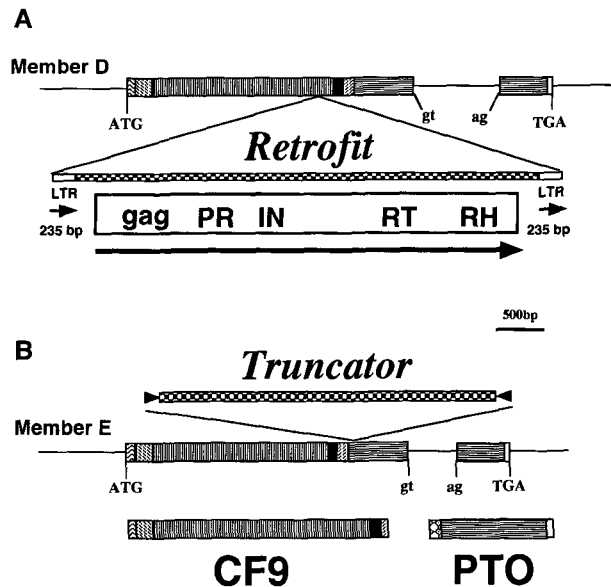 A
Member D
ATG
gt
ag
TGA
Retrofit
LTR
LTR
235 bp
gag PR IN RT RH
235 bp
500bp
B
Truncator
Member E
ATG
gt
ag
TGA
CF9
PTO